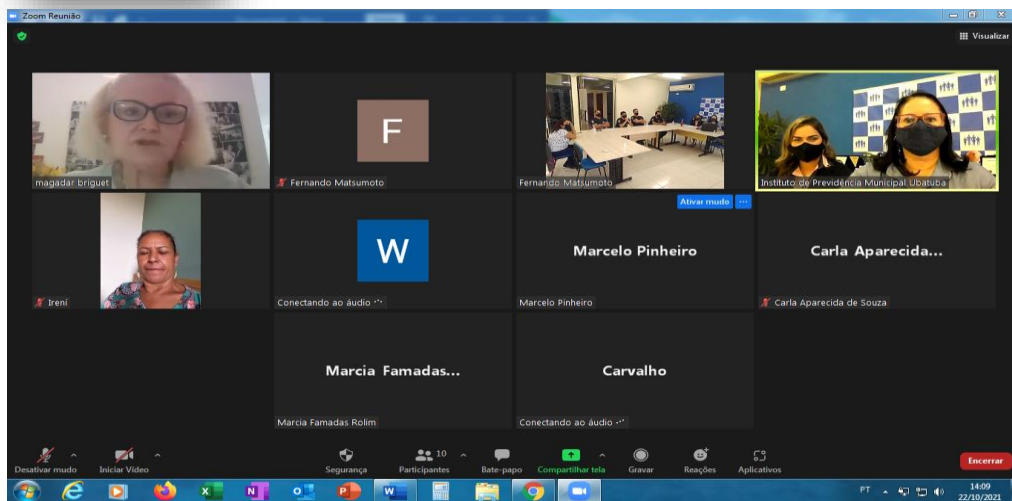 Zoom Reunião
Visualizar
magadar briguet
F
Fernando Matsumoto
Fernando Matsumoto
Instituto de Previdência Municipal Ubatuba
Ativar mudo
Irení
W
Conectando ao áudio
Marcelo Pinheiro
Marcelo Pinheiro
Carla Aparecida...
Carla Aparecida de Souza
Marcia Famadas...
Marcia Famadas Rolim
Carvalho
Conectando ao áudio
Desativar mudo
Iniciar Vídeo
Segurança
10
Participantes
Bate-papo
Compartilhar tela
Gravar
Reações
Aplicativos
Encerrar
PT
14:09
22/10/2021